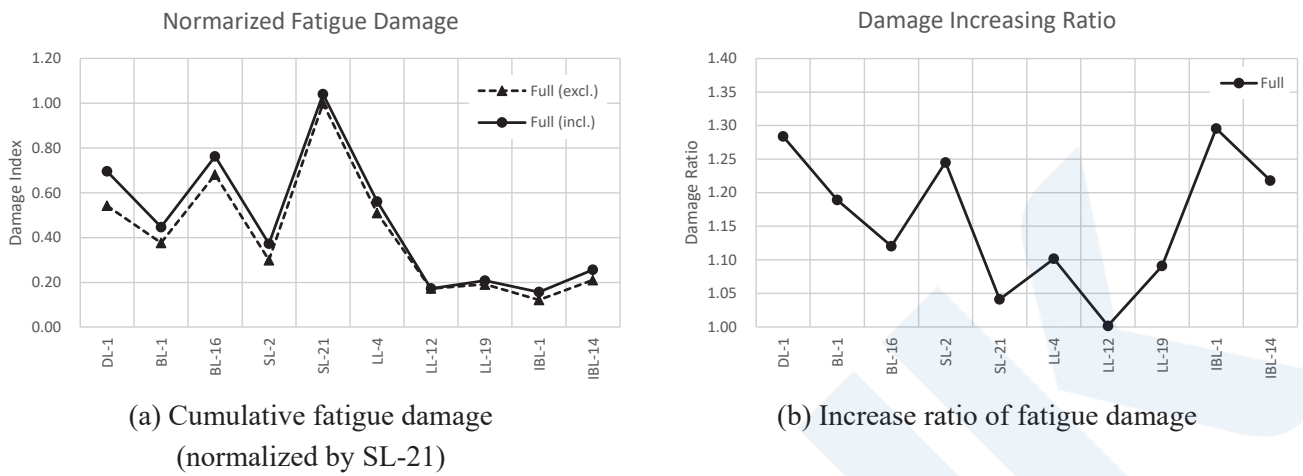 Normarized Fatigue Damage
Damage Index
1.20
1.00
0.80
0.60
0.40
0.20
0.00
Full (excl.)
Full (incl.)
DL-1
BL-1
BL-16
SL-2
SL-21
LL-4
LL-12
LL-19
IBL-1
IBL-14
(a) Cumulative fatigue damage
(normalized by SL-21)
Damage Increasing Ratio
Damage Ratio
1.40
1.35
1.30
1.25
1.20
1.15
1.10
1.05
1.00
Full
DL-1
BL-1
BL-16
SL-2
SL-21
LL-4
LL-12
LL-19
IBL-1
IBL-14
(b) Increase ratio of fatigue damage